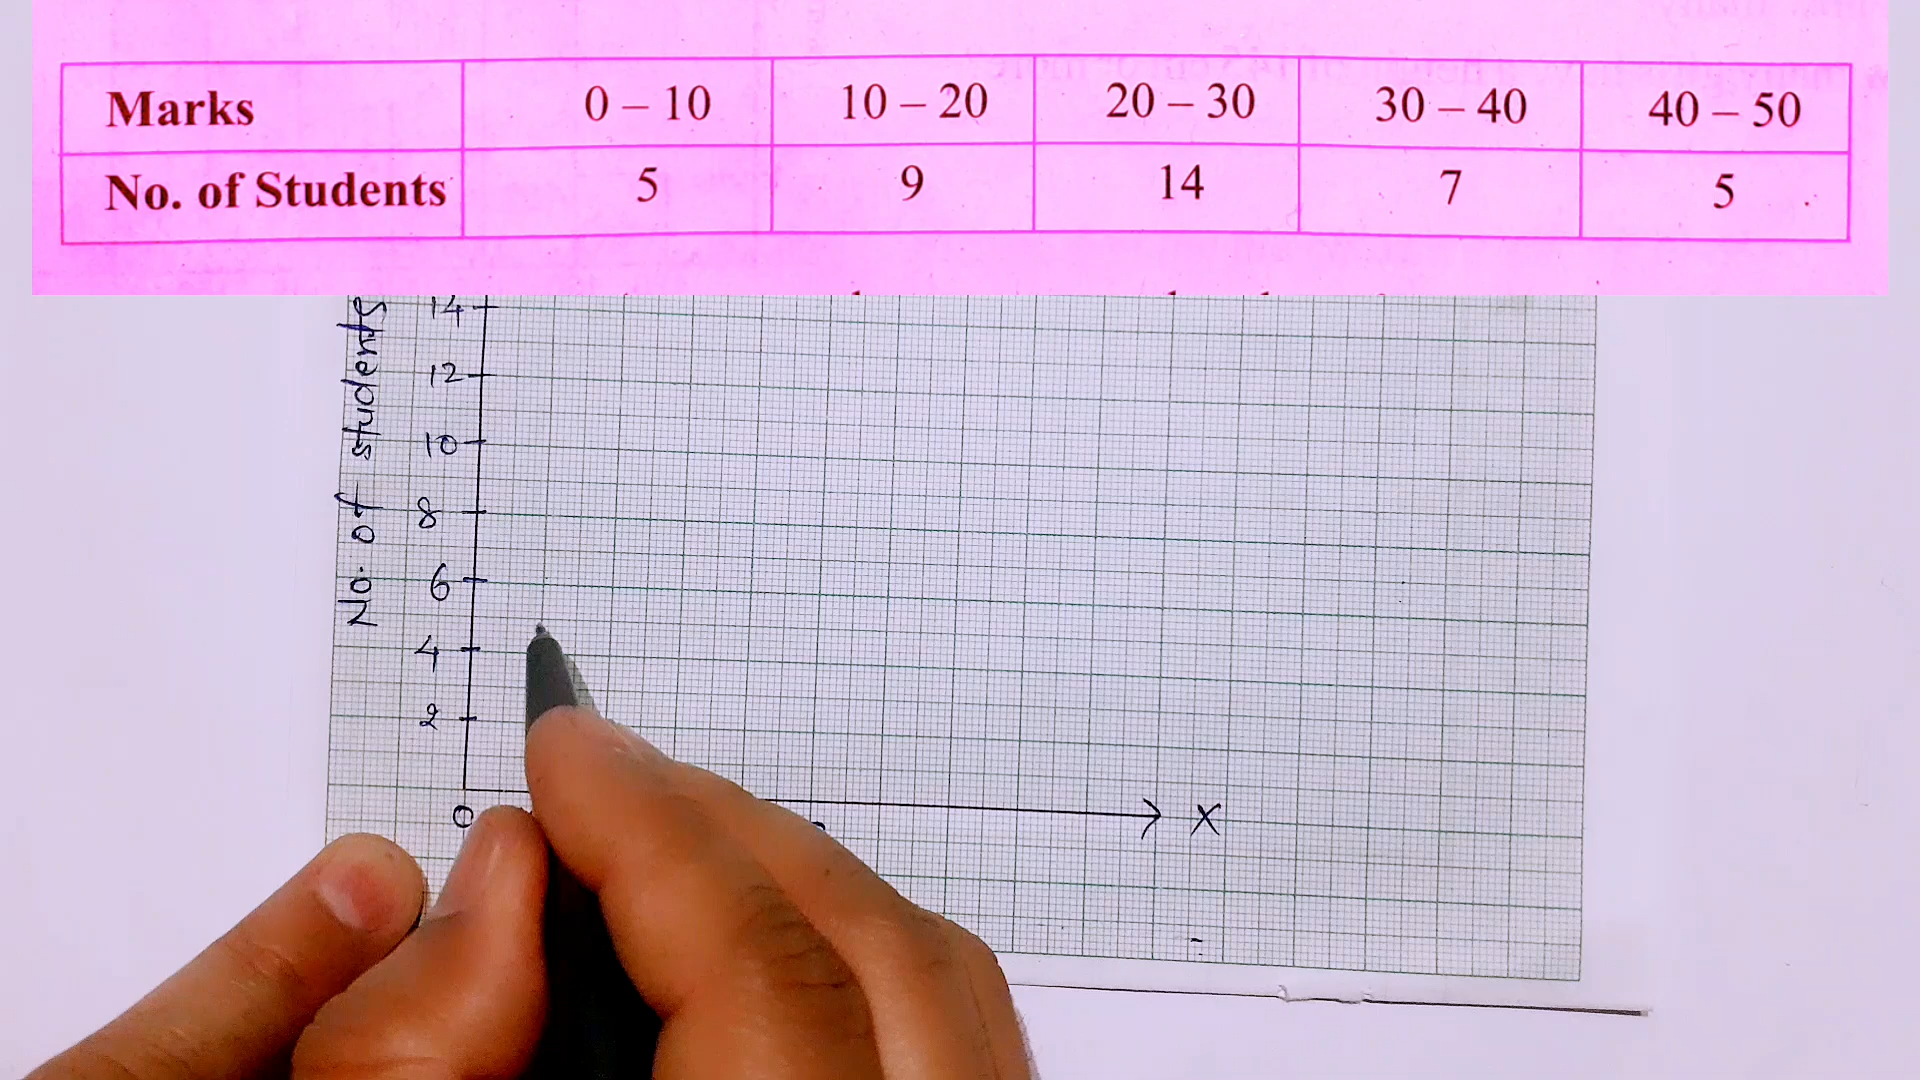 Marks 0 – 10 10 – 20 20 – 30 30 – 40 40 – 50
No. of Students 5 9 14 7 5
No. of students
14
12
10
8
6
4
2
0
X